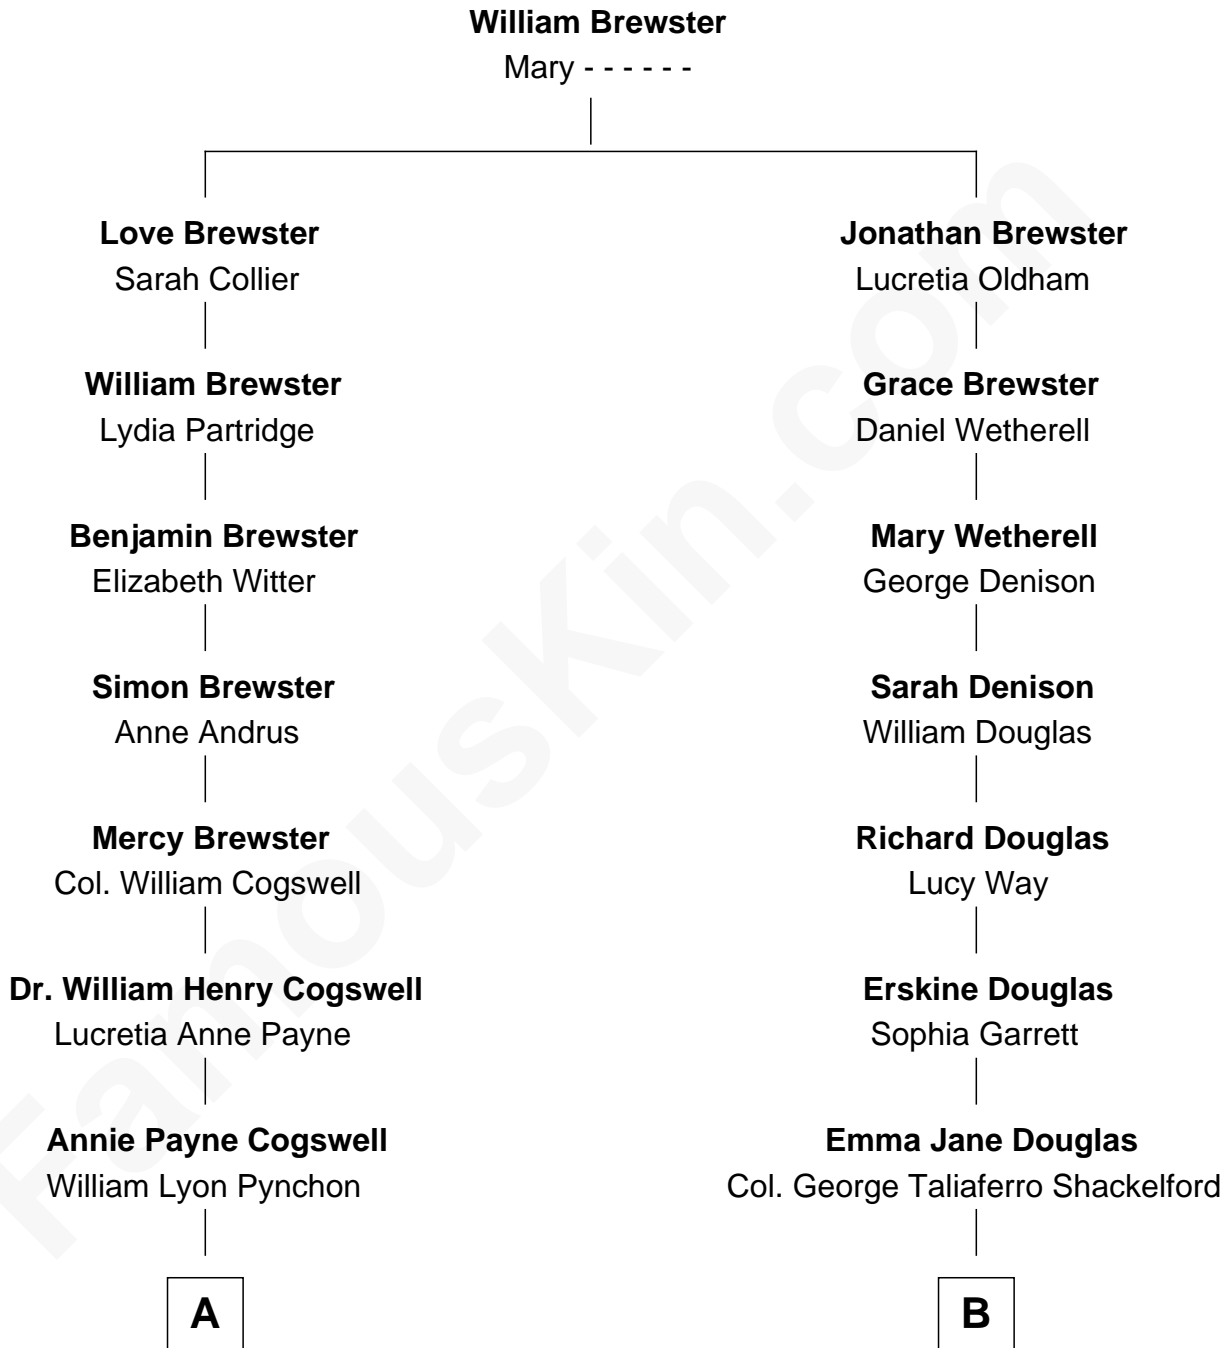 William Brewster
Mary - - - - - -
Love Brewster
Sarah Collier
William Brewster
Lydia Partridge
Benjamin Brewster
Elizabeth Witter
Simon Brewster
Anne Andrus
Mercy Brewster
Col. William Cogswell
Dr. William Henry Cogswell
Lucretia Anne Payne
Annie Payne Cogswell
William Lyon Pynchon
A
Jonathan Brewster
Lucretia Oldham
Grace Brewster
Daniel Wetherell
Mary Wetherell
George Denison
Sarah Denison
William Douglas
Richard Douglas
Lucy Way
Erskine Douglas
Sophia Garrett
Emma Jane Douglas
Col. George Taliaferro Shackelford
B
FamousKin.com